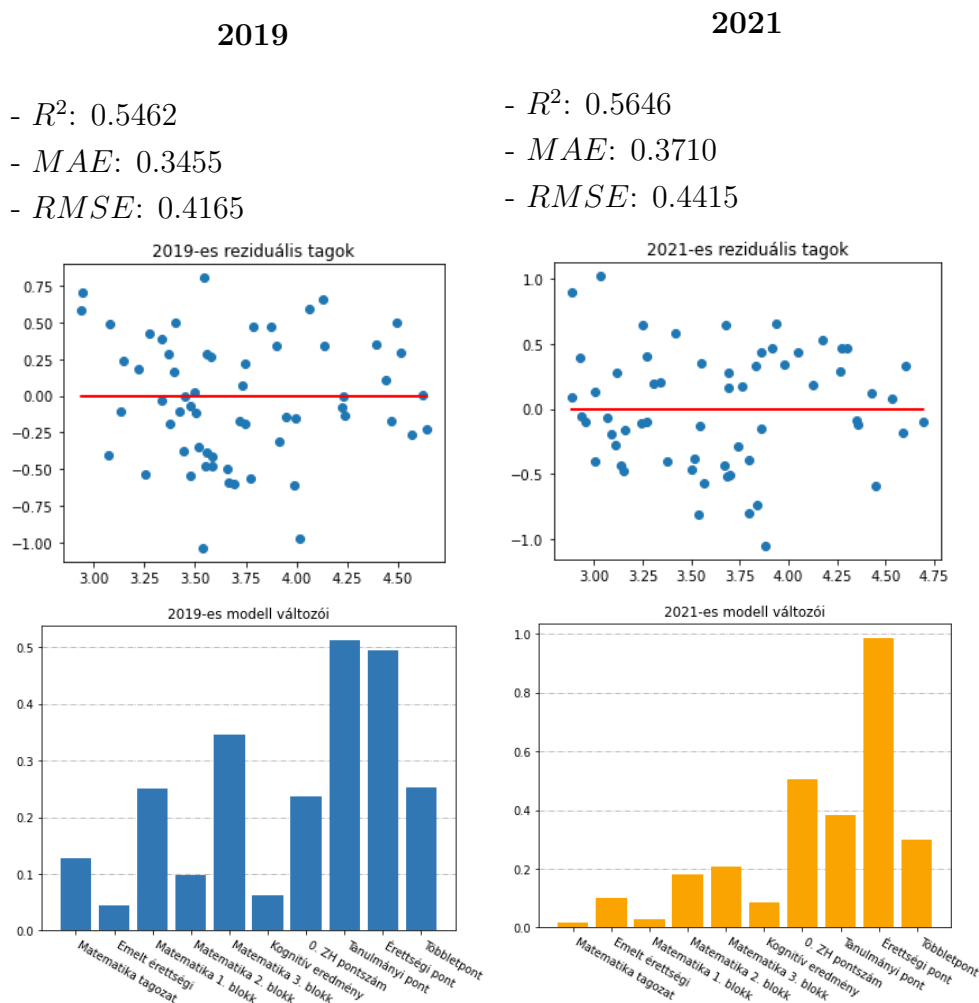 2019
- R²: 0.5462
- MAE: 0.3455
- RMSE: 0.4165
2019-es reziduális tagok
0.75
0.50
0.25
0.00
−0.25
−0.50
−0.75
−1.00
3.00 3.25 3.50 3.75 4.00 4.25 4.50
2019-es modell változói
0.5
0.4
0.3
0.2
0.1
0.0
Matematika tagozat
Emelt érettségi
Matematika 1. blokk
Matematika 2. blokk
Matematika 3. blokk
Kognitív eredmény
0. ZH pontszám
Tanulmányi pont
Érettségi pont
Többletpont
2021
- R²: 0.5646
- MAE: 0.3710
- RMSE: 0.4415
2021-es reziduális tagok
1.0
0.5
0.0
−0.5
−1.0
3.00 3.25 3.50 3.75 4.00 4.25 4.50 4.75
2021-es modell változói
1.0
0.8
0.6
0.4
0.2
0.0
Matematika tagozat
Emelt érettségi
Matematika 1. blokk
Matematika 2. blokk
Matematika 3. blokk
Kognitív eredmény
0. ZH pontszám
Tanulmányi pont
Érettségi pont
Többletpont